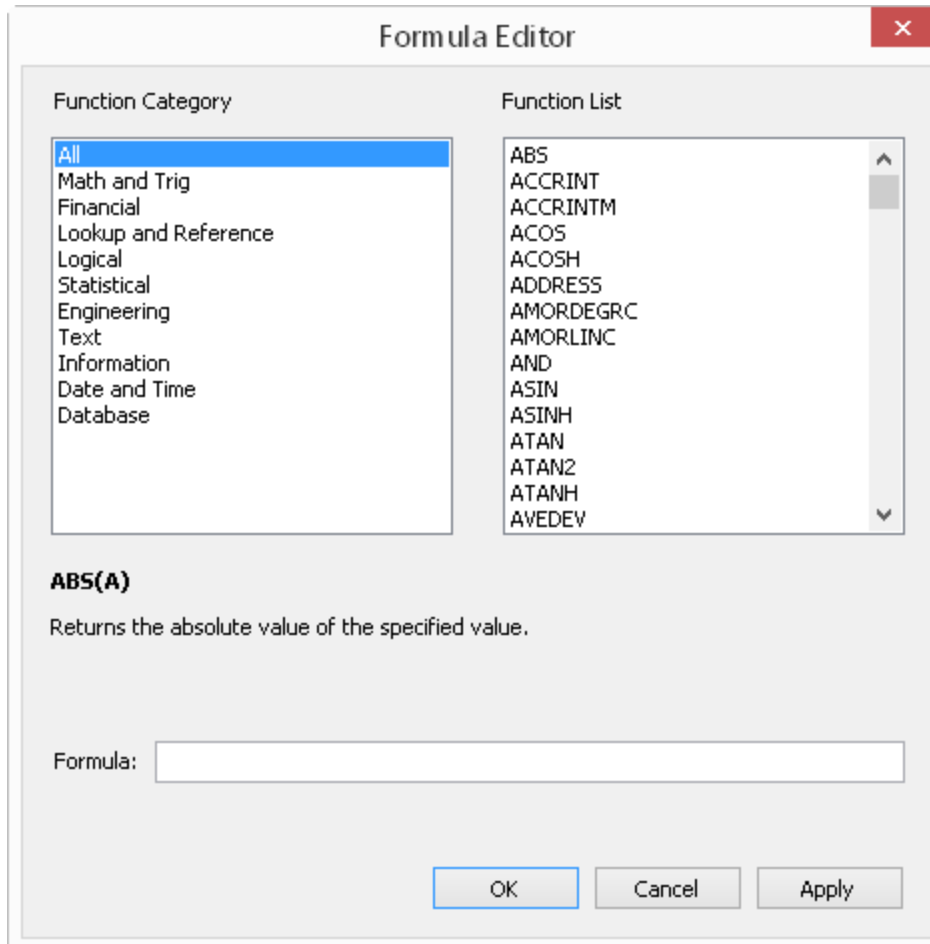 Formula Editor
Function Category
All
Math and Trig
Financial
Lookup and Reference
Logical
Statistical
Engineering
Text
Information
Date and Time
Database
Function List
ABS
ACCRINT
ACCRINTM
ACOS
ACOSH
ADDRESS
AMORDEGRC
AMORLINC
AND
ASIN
ASINH
ATAN
ATAN2
ATANH
AVEDEV
ABS(A)
Returns the absolute value of the specified value.
Formula:
OK
Cancel
Apply